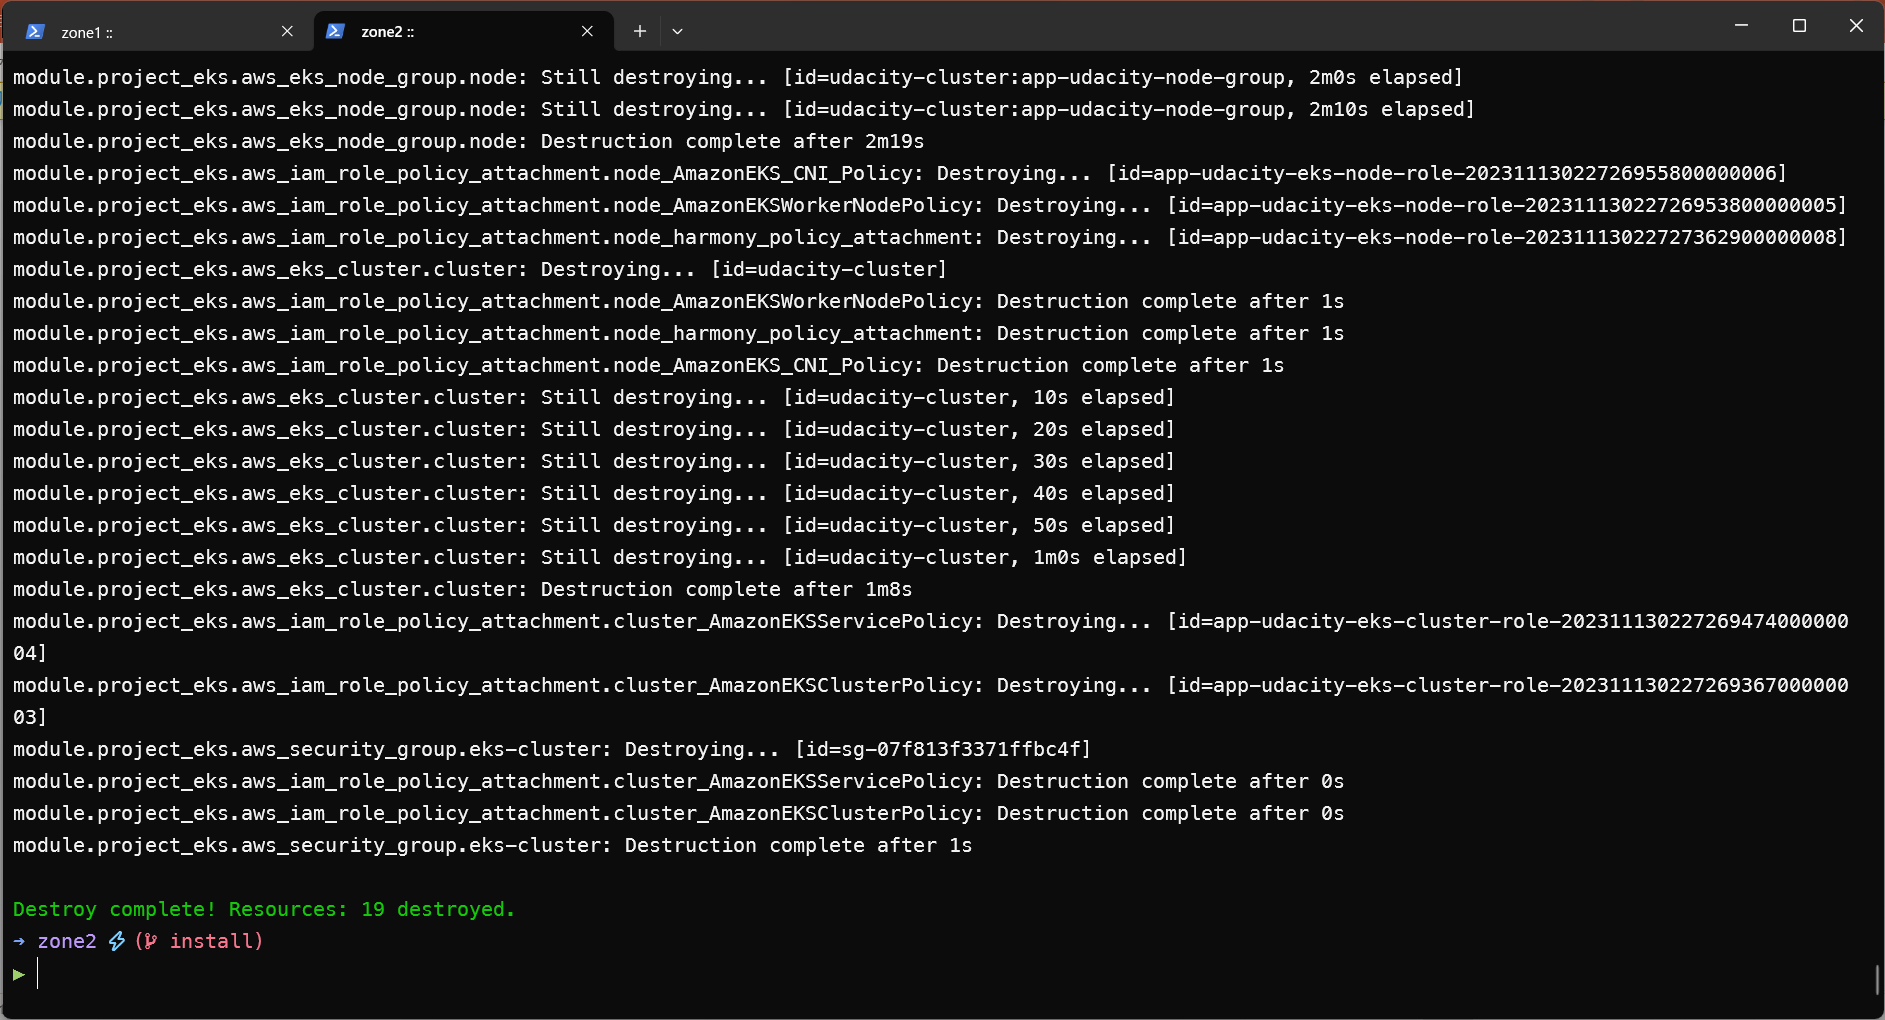 zone1 ::
zone2 ::
module.project_eks.aws_eks_node_group.node: Still destroying... [id=udacity-cluster:app-udacity-node-group, 2m0s elapsed]
module.project_eks.aws_eks_node_group.node: Still destroying... [id=udacity-cluster:app-udacity-node-group, 2m10s elapsed]
module.project_eks.aws_eks_node_group.node: Destruction complete after 2m19s
module.project_eks.aws_iam_role_policy_attachment.node_AmazonEKS_CNI_Policy: Destroying... [id=app-udacity-eks-node-role-20231113022726955800000006]
module.project_eks.aws_iam_role_policy_attachment.node_AmazonEKSWorkerNodePolicy: Destroying... [id=app-udacity-eks-node-role-20231113022726953800000005]
module.project_eks.aws_iam_role_policy_attachment.node_harmony_policy_attachment: Destroying... [id=app-udacity-eks-node-role-20231113022727362900000008]
module.project_eks.aws_eks_cluster.cluster: Destroying... [id=udacity-cluster]
module.project_eks.aws_iam_role_policy_attachment.node_AmazonEKSWorkerNodePolicy: Destruction complete after 1s
module.project_eks.aws_iam_role_policy_attachment.node_harmony_policy_attachment: Destruction complete after 1s
module.project_eks.aws_iam_role_policy_attachment.node_AmazonEKS_CNI_Policy: Destruction complete after 1s
module.project_eks.aws_eks_cluster.cluster: Still destroying... [id=udacity-cluster, 10s elapsed]
module.project_eks.aws_eks_cluster.cluster: Still destroying... [id=udacity-cluster, 20s elapsed]
module.project_eks.aws_eks_cluster.cluster: Still destroying... [id=udacity-cluster, 30s elapsed]
module.project_eks.aws_eks_cluster.cluster: Still destroying... [id=udacity-cluster, 40s elapsed]
module.project_eks.aws_eks_cluster.cluster: Still destroying... [id=udacity-cluster, 50s elapsed]
module.project_eks.aws_eks_cluster.cluster: Still destroying... [id=udacity-cluster, 1m0s elapsed]
module.project_eks.aws_eks_cluster.cluster: Destruction complete after 1m8s
module.project_eks.aws_iam_role_policy_attachment.cluster_AmazonEKSServicePolicy: Destroying... [id=app-udacity-eks-cluster-role-202311130227269474000000
04]
module.project_eks.aws_iam_role_policy_attachment.cluster_AmazonEKSClusterPolicy: Destroying... [id=app-udacity-eks-cluster-role-202311130227269367000000
03]
module.project_eks.aws_security_group.eks-cluster: Destroying... [id=sg-07f813f3371ffbc4f]
module.project_eks.aws_iam_role_policy_attachment.cluster_AmazonEKSServicePolicy: Destruction complete after 0s
module.project_eks.aws_iam_role_policy_attachment.cluster_AmazonEKSClusterPolicy: Destruction complete after 0s
module.project_eks.aws_security_group.eks-cluster: Destruction complete after 1s
Destroy complete! Resources: 19 destroyed.
→ zone2 ⚡( install)
▶